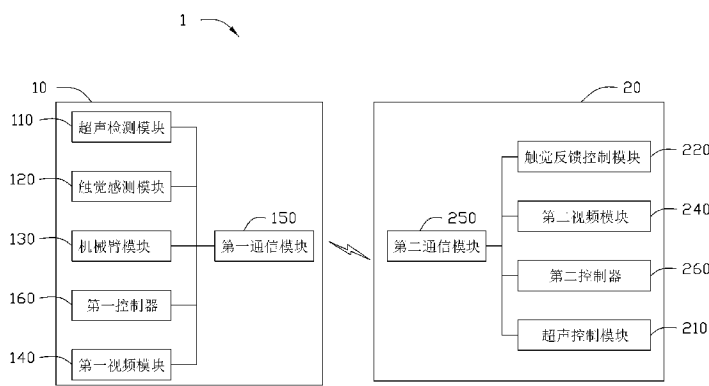 1
10
20
110
超声检测模块
120
触觉感测模块
130
机械臂模块
160
第一控制器
140
第一视频模块
150
第一通信模块
250
第二通信模块
触觉反馈控制模块
220
第二视频模块
240
第二控制器
260
超声控制模块
210